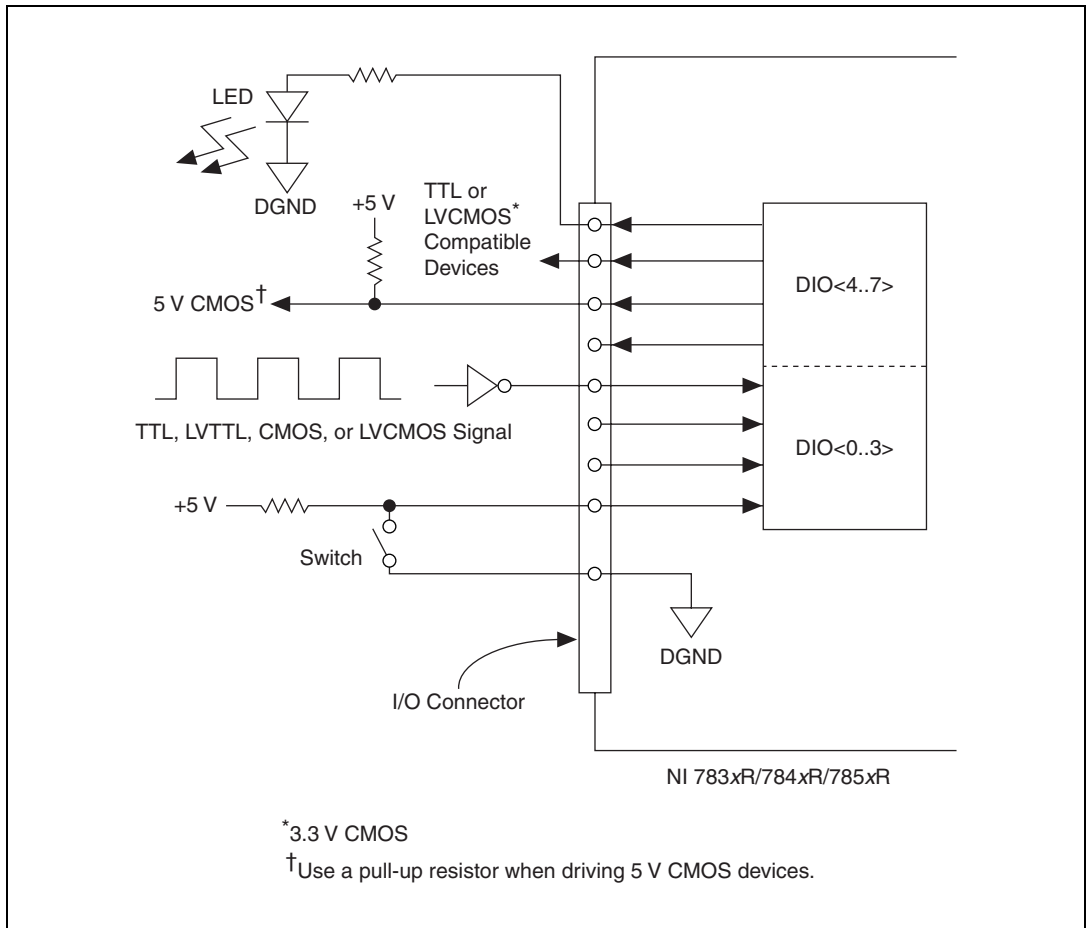 LED
DGND
+5 V
TTL or
LVCMOS*
Compatible
Devices
5 V CMOS†
DIO<4..7>
TTL, LVTTL, CMOS, or LVCMOS Signal
DIO<0..3>
+5 V
Switch
DGND
I/O Connector
NI 783xR/784xR/785xR
*3.3 V CMOS
†Use a pull-up resistor when driving 5 V CMOS devices.